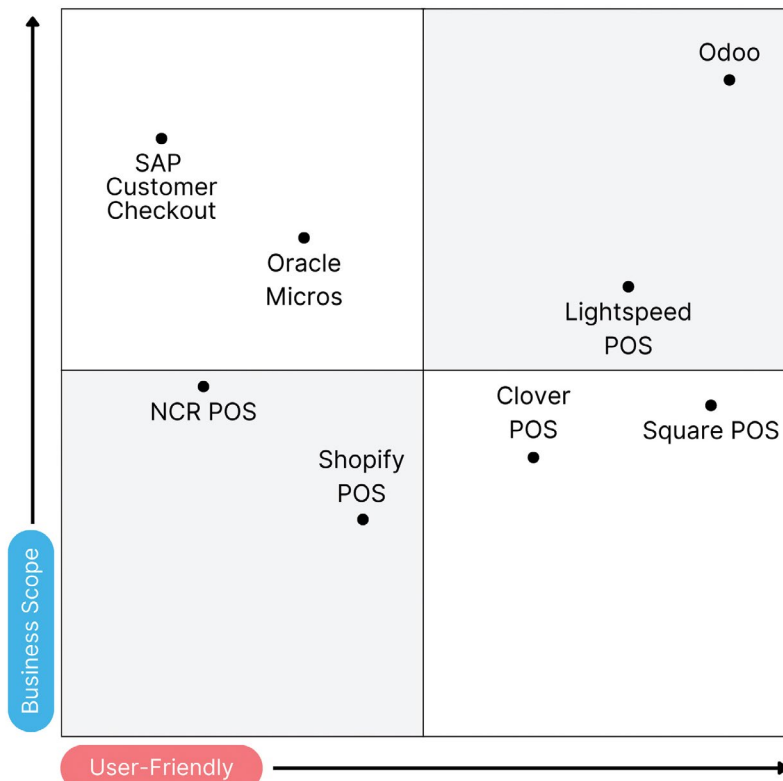 Odoo
SAP
Customer
Checkout
Oracle
Micros
Lightspeed
POS
NCR POS
Clover
POS
Square POS
Shopify
POS
Business Scope
User-Friendly